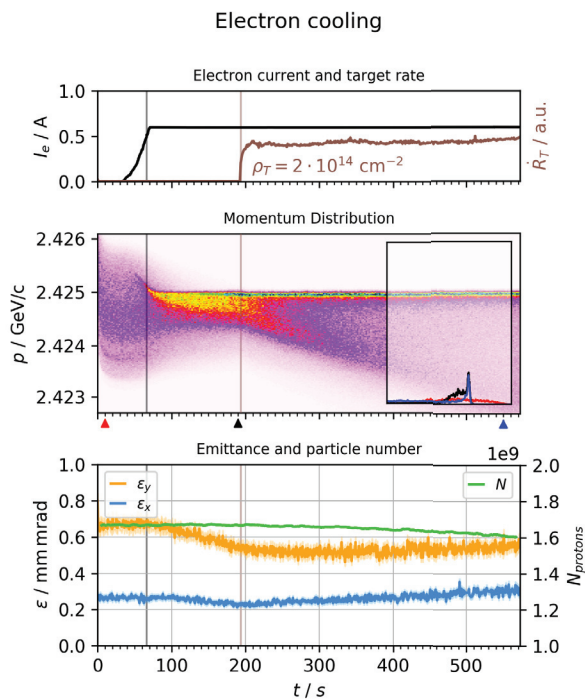 Electron cooling
Electron current and target rate
1.0
0.5
0.0
I_e / A
Ṙ_T / a.u.
ρ_T = 2 · 10^14 cm^−2
Momentum Distribution
2.426
2.425
2.424
2.423
p / GeV/c
Emittance and particle number
1e9
1.0
0.8
0.6
0.4
0.2
0.0
ε / mm mrad
ε_y
ε_x
N
2.0
1.8
1.6
1.4
1.2
1.0
N_protons
0
100
200
300
400
500
t / s